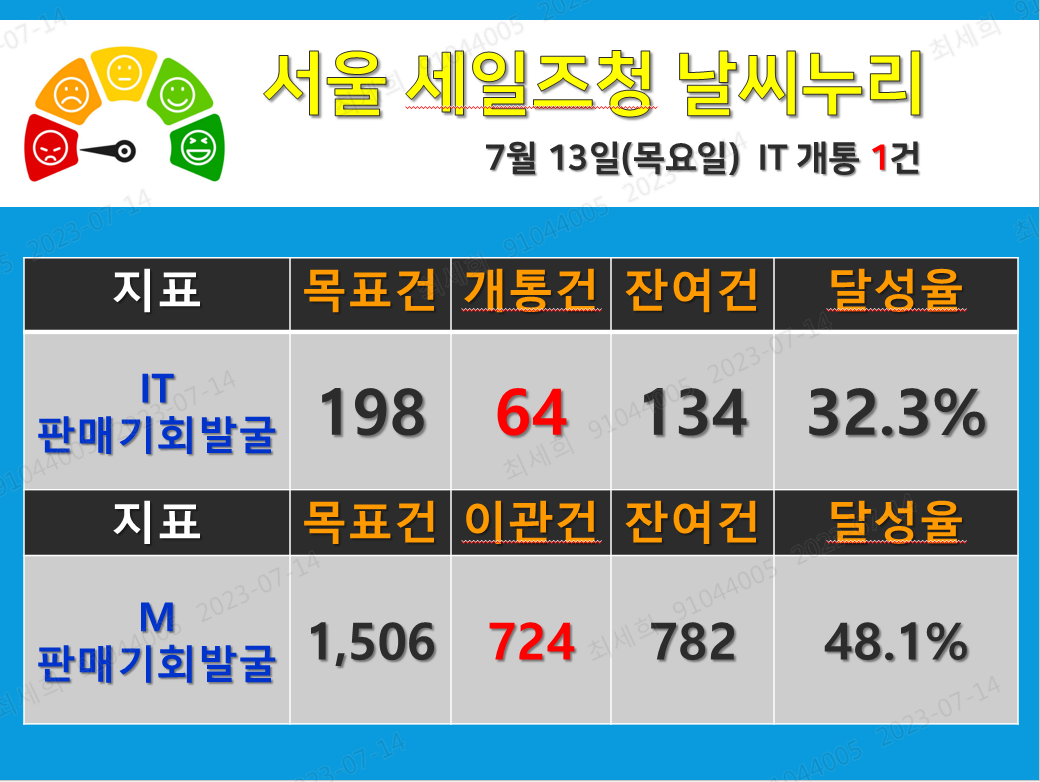 서울 세일즈청 날씨누리
7월 13일(목요일) IT 개통 1건
지표 목표건 개통건 잔여건 달성율
IT
판매기회발굴 198 64 134 32.3%
지표 목표건 이관건 잔여건 달성율
M
판매기회발굴 1,506 724 782 48.1%
최세희 91044005 2023-07-14